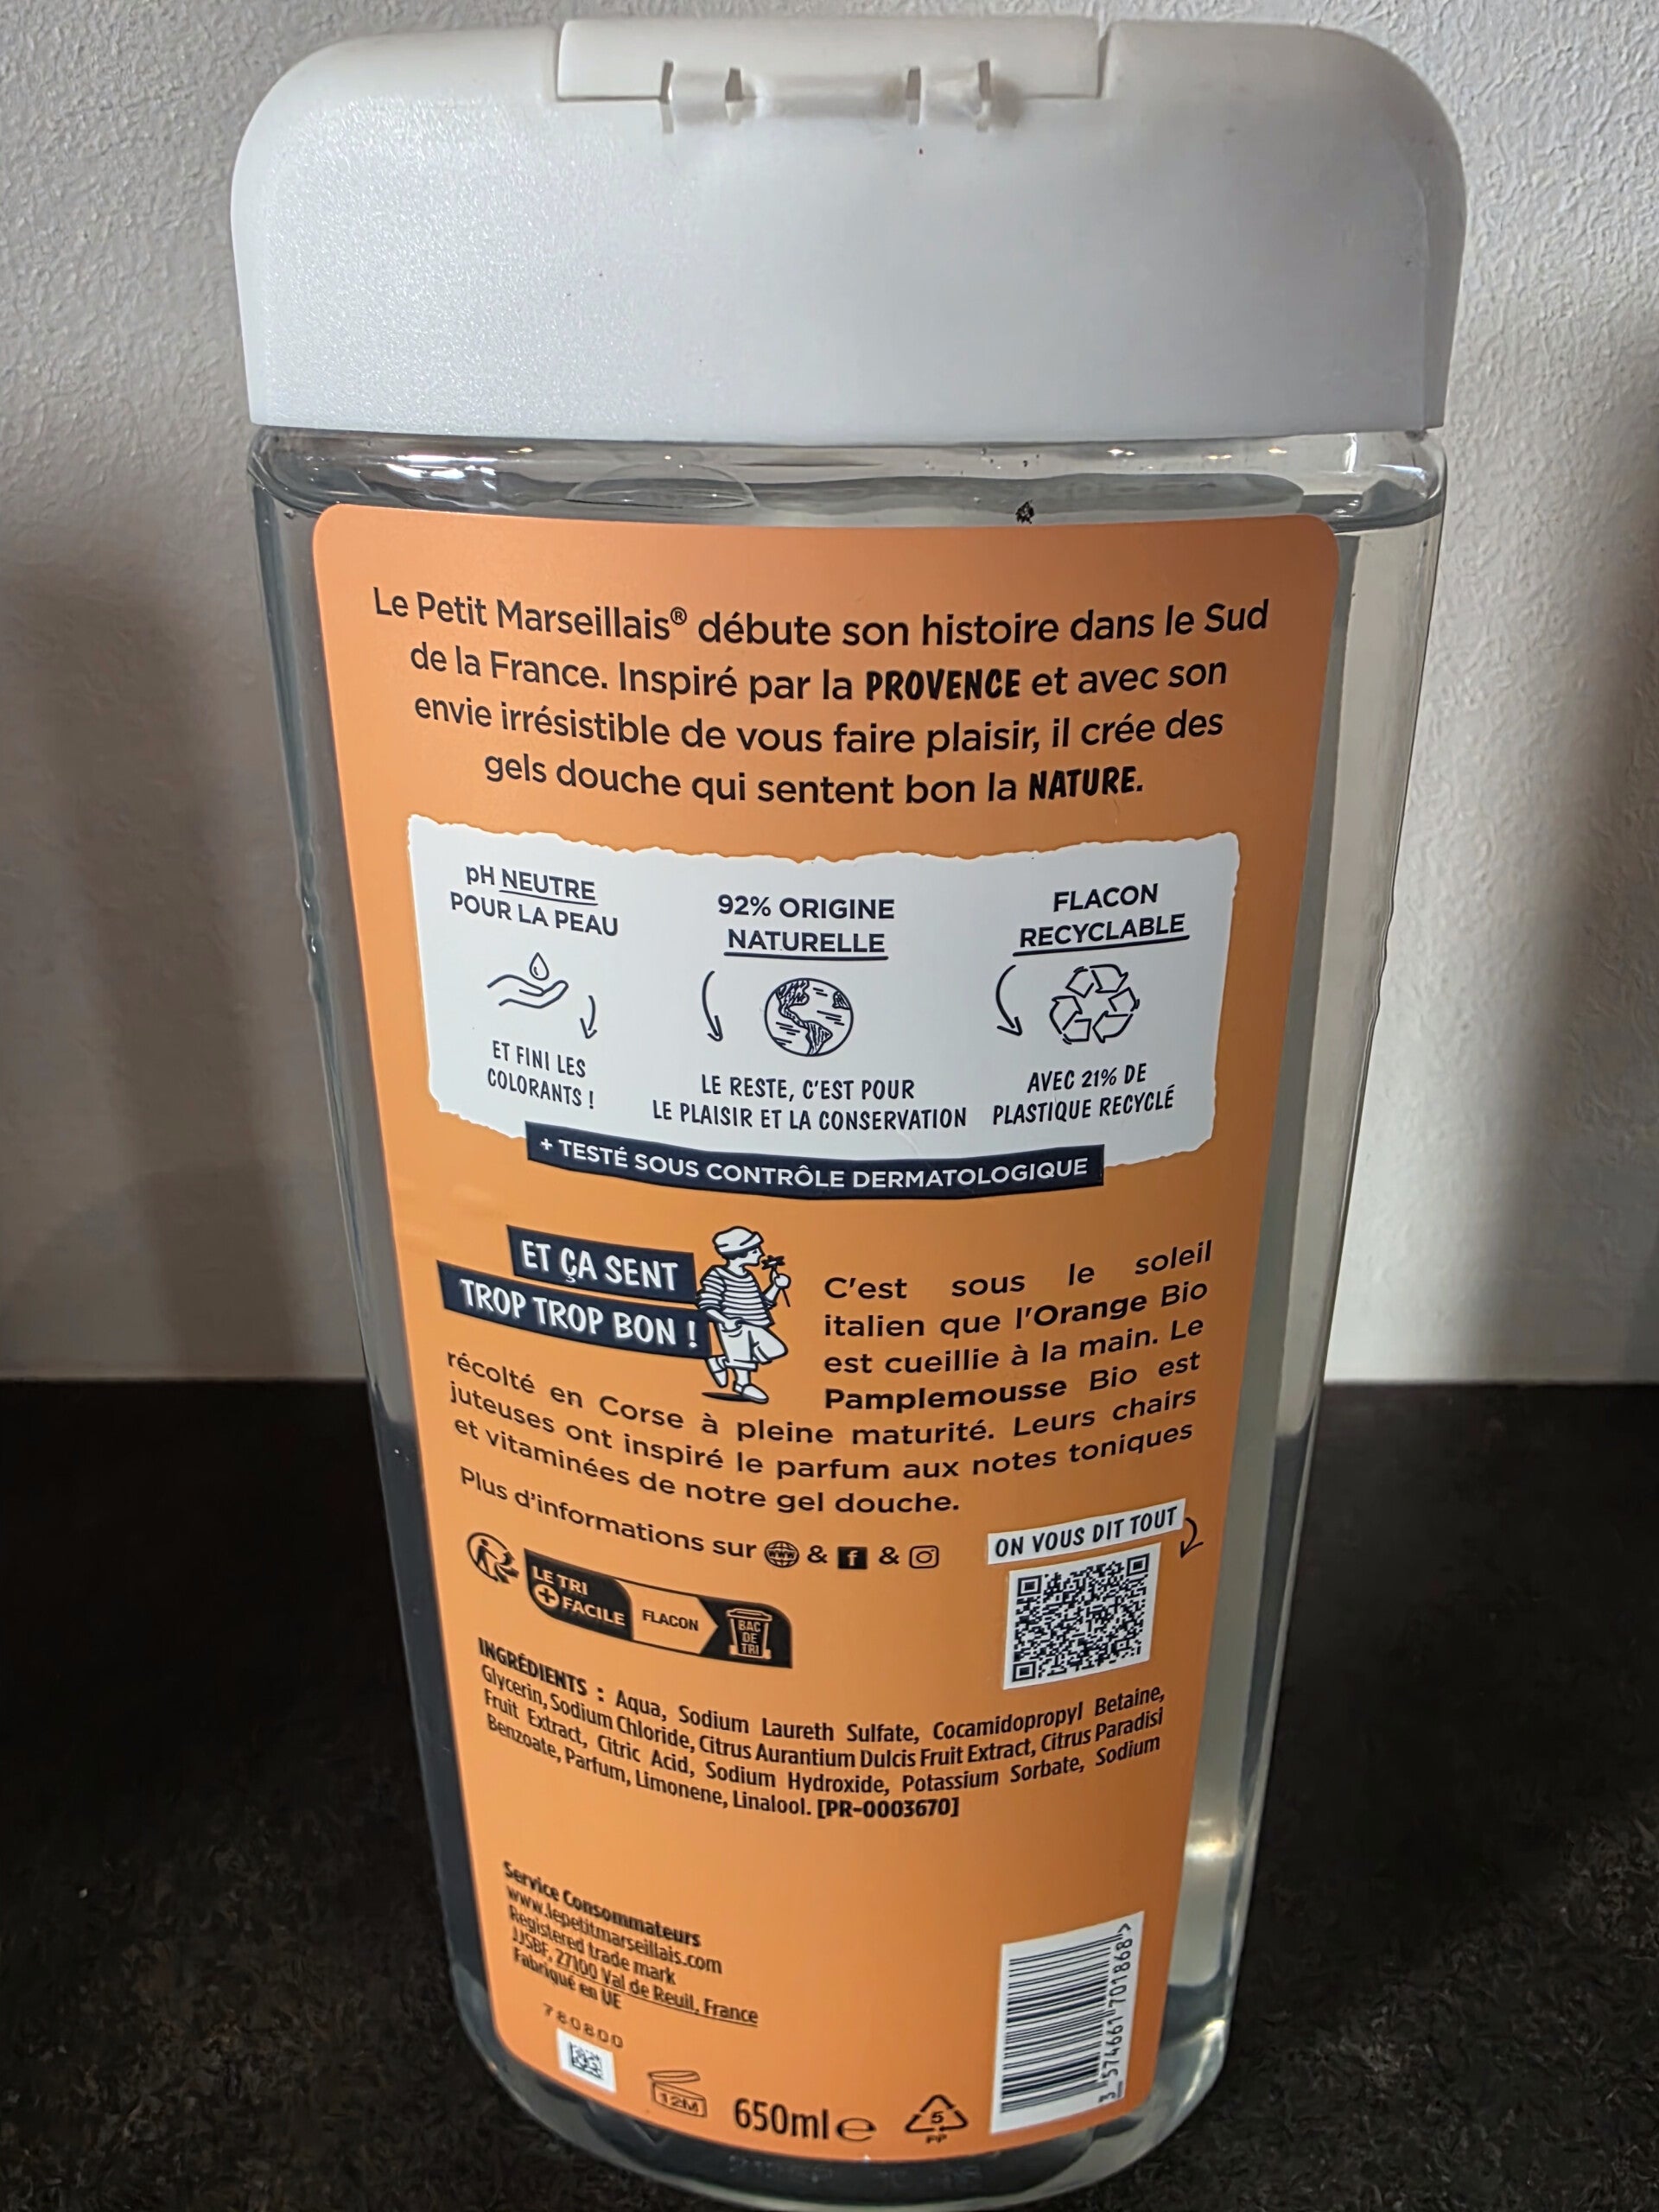 Le Petit Marseillais® débute son histoire dans le Sud
de la France. Inspiré par la PROVENCE et avec son
envie irrésistible de vous faire plaisir, il crée des
gels douche qui sentent bon la NATURE.
pH NEUTRE
POUR LA PEAU
ET FINI LES
COLORANTS !
92% ORIGINE
NATURELLE
LE RESTE, C'EST POUR
LE PLAISIR ET LA CONSERVATION
FLACON
RECYCLABLE
AVEC 21% DE
PLASTIQUE RECYCLÉ
+ TESTÉ SOUS CONTRÔLE DERMATOLOGIQUE
ET ÇA SENT
TROP TROP BON !
C'est sous le soleil
italien que l'Orange Bio
est cueillie à la main. Le
Pamplemousse Bio est
récolté en Corse à pleine maturité. Leurs chairs
juteuses ont inspiré le parfum aux notes toniques
et vitaminées de notre gel douche.
Plus d'informations sur www & f &
ON VOUS DIT TOUT
LE TRI
+ FACILE
FLACON
BAC
DE
TRI
INGRÉDIENTS : Aqua, Sodium Laureth Sulfate, Cocamidopropyl Betaine,
Glycerin, Sodium Chloride, Citrus Aurantium Dulcis Fruit Extract, Citrus Paradisi
Fruit Extract, Citric Acid, Sodium Hydroxide, Potassium Sorbate, Sodium
Benzoate, Parfum, Limonene, Linalool. [PR-0003670]
Service Consommateurs
www.lepetitmarseillais.com
Registered trade mark
JJSBF, 27100 Val de Reuil, France
Fabriqué en UE
780800
12M
650ml e
5
PP
3 574661 701868 >